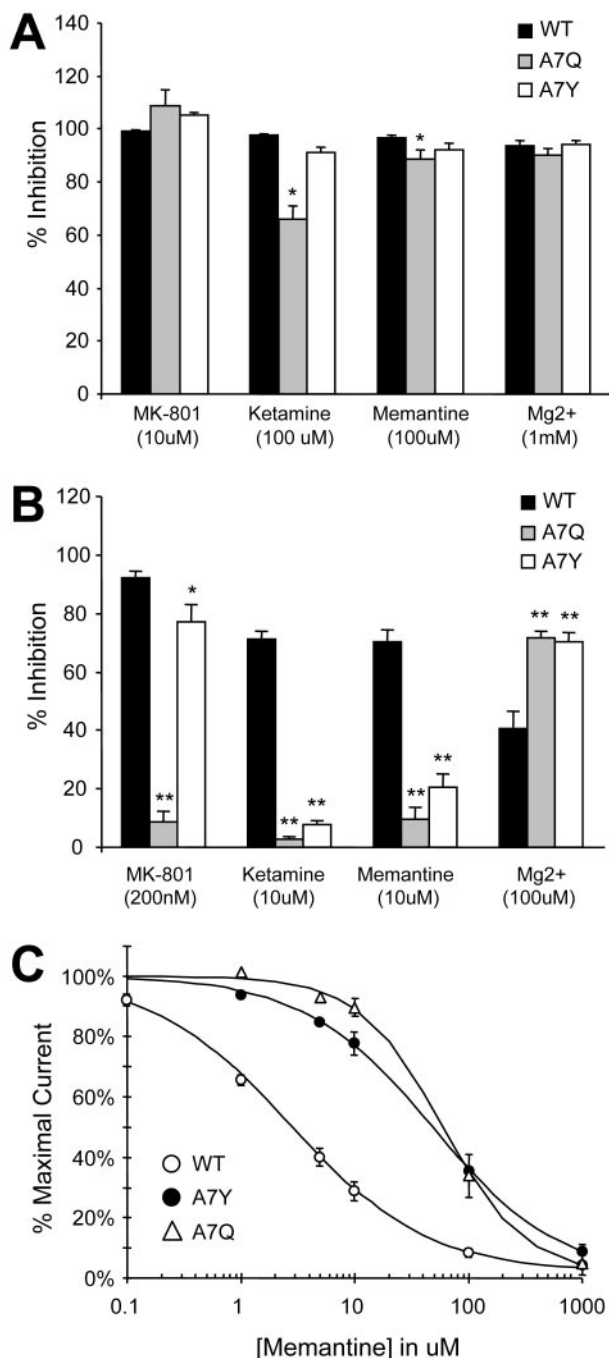 A
140
120
100
80
60
40
20
0
% Inhibition
WT
A7Q
A7Y
*
*
MK-801
(10uM)
Ketamine
(100 uM)
Memantine
(100uM)
Mg2+
(1mM)
B
120
100
80
60
40
20
0
% Inhibition
WT
A7Q
A7Y
**
*
**
**
**
**
**
**
MK-801
(200nM)
Ketamine
(10uM)
Memantine
(10uM)
Mg2+
(100uM)
C
100%
80%
60%
40%
20%
0%
% Maximal Current
WT
A7Y
A7Q
0.1
1
10
100
1000
[Memantine] in uM